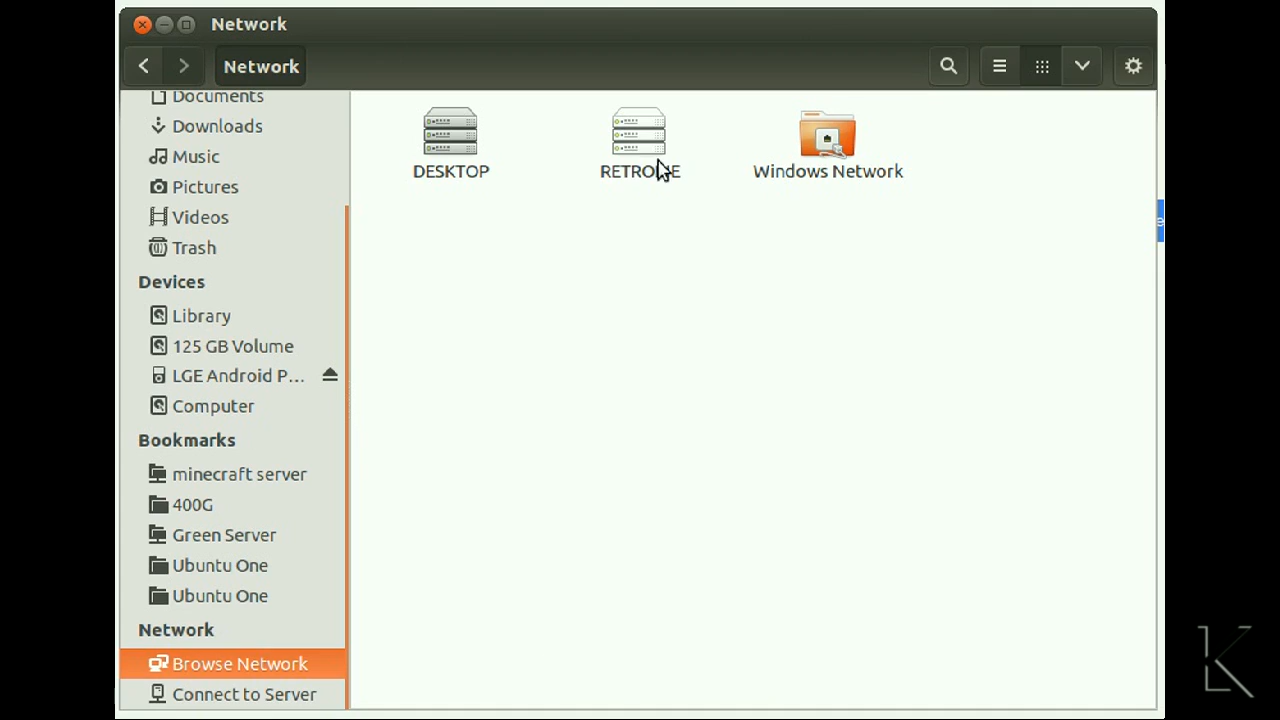 Network
Network
Documents
Downloads
Music
Pictures
Videos
Trash
Devices
Library
125 GB Volume
LGE Android P...
Computer
Bookmarks
minecraft server
400G
Green Server
Ubuntu One
Ubuntu One
Network
Browse Network
Connect to Server
DESKTOP
Windows Network